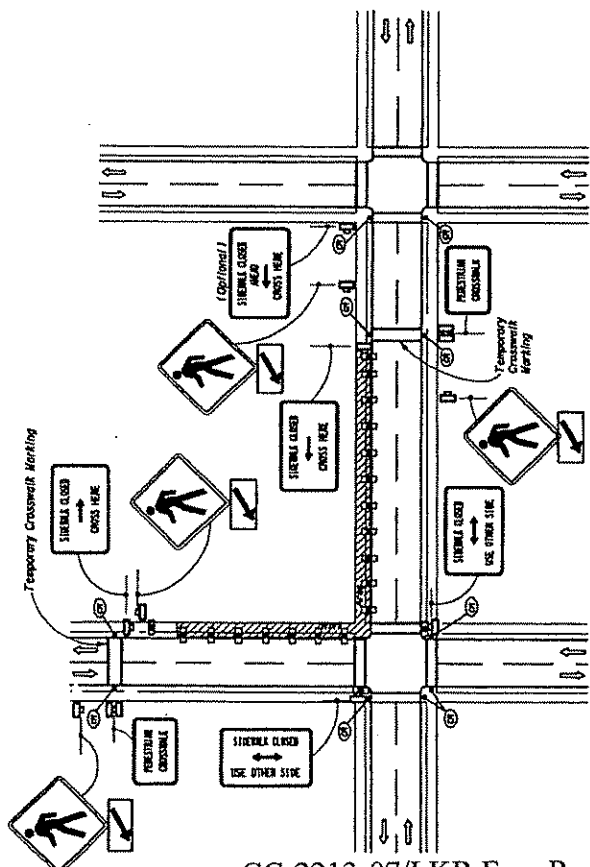 (Optional)
SIDEWALK CLOSED
AHEAD
CROSS HERE
PEDESTRIAN
CROSSWALK
Temporary
Crosswalk
Marking
SIDEWALK CLOSED
CROSS HERE
Temporary Crosswalk Marking
SIDEWALK CLOSED
CROSS HERE
SIDEWALK CLOSED
USE OTHER SIDE
PEDESTRIAN
CROSSWALK
SIDEWALK CLOSED
USE OTHER SIDE